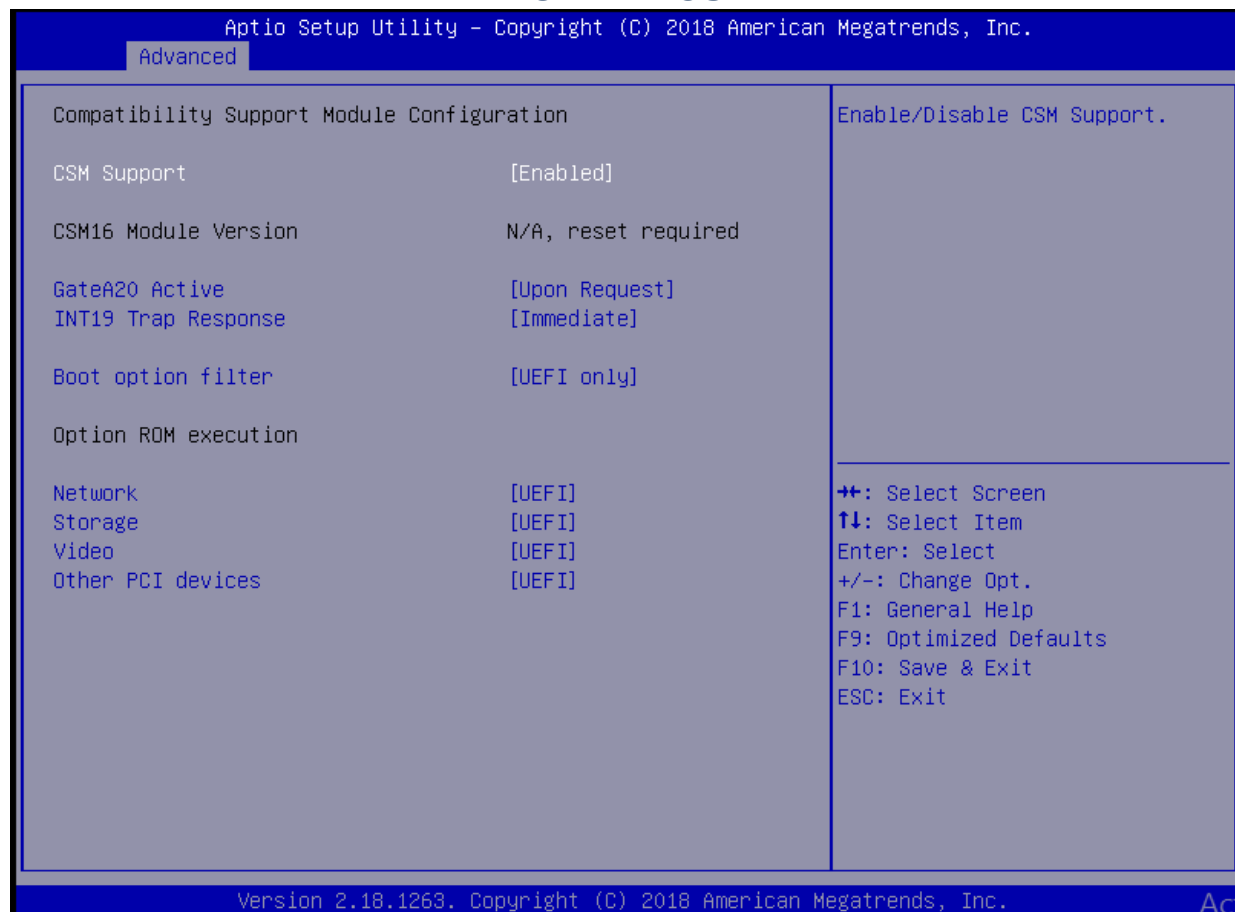 Aptio Setup Utility – Copyright (C) 2018 American Megatrends, Inc.
Advanced
Compatibility Support Module Configuration
CSM Support [Enabled]
CSM16 Module Version N/A, reset required
GateA20 Active [Upon Request]
INT19 Trap Response [Immediate]
Boot option filter [UEFI only]
Option ROM execution
Network [UEFI]
Storage [UEFI]
Video [UEFI]
Other PCI devices [UEFI]
Enable/Disable CSM Support.
→←: Select Screen
↑↓: Select Item
Enter: Select
+/-: Change Opt.
F1: General Help
F9: Optimized Defaults
F10: Save & Exit
ESC: Exit
Version 2.18.1263. Copyright (C) 2018 American Megatrends, Inc.